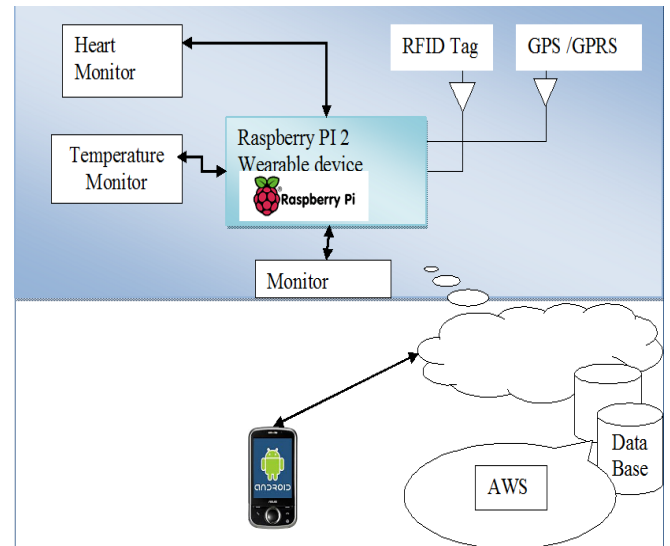 Heart
Monitor
RFID Tag
GPS /GPRS
Temperature
Monitor
Raspberry PI 2
Wearable device
Raspberry Pi
Monitor
ANDROID
Data
Base
AWS